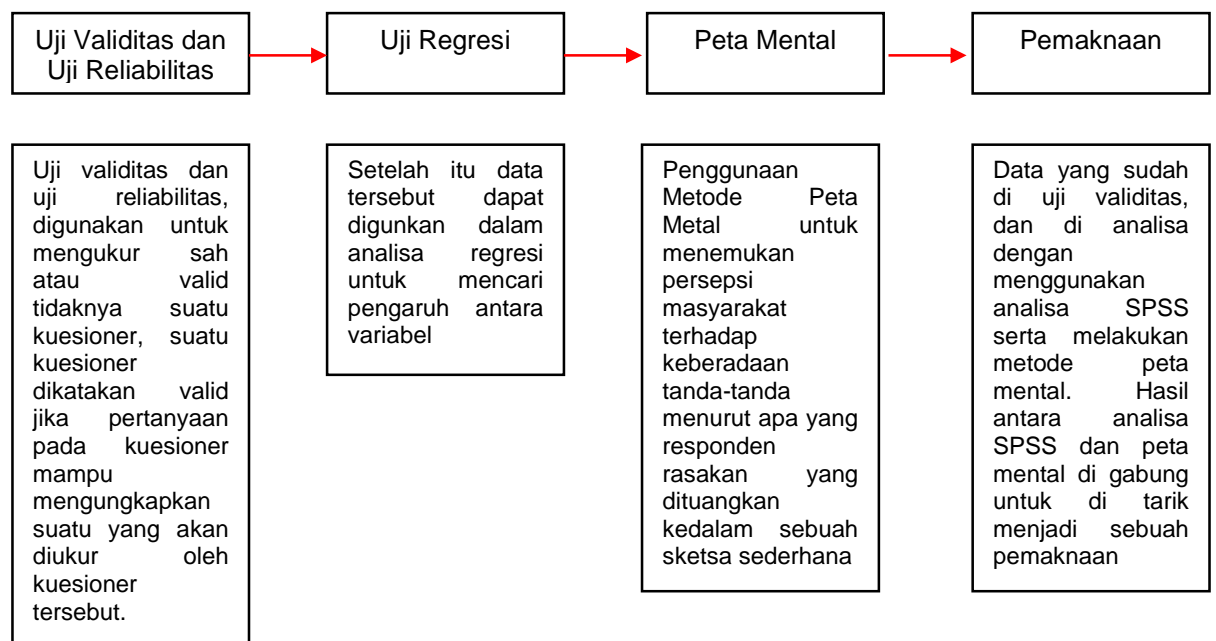 Uji Validitas dan
Uji Reliabilitas
Uji Regresi
Peta Mental
Pemaknaan
Uji validitas dan
uji reliabilitas,
digunakan untuk
mengukur sah
atau valid
tidaknya suatu
kuesioner, suatu
kuesioner
dikatakan valid
jika pertanyaan
pada kuesioner
mampu
mengungkapkan
suatu yang akan
diukur oleh
kuesioner
tersebut.
Setelah itu data
tersebut dapat
digunkan dalam
analisa regresi
untuk mencari
pengaruh antara
variabel
Penggunaan
Metode Peta
Metal untuk
menemukan
persepsi
masyarakat
terhadap
keberadaan
tanda-tanda
menurut apa yang
responden
rasakan yang
dituangkan
kedalam sebuah
sketsa sederhana
Data yang sudah
di uji validitas,
dan di analisa
dengan
menggunakan
analisa SPSS
serta melakukan
metode peta
mental. Hasil
antara analisa
SPSS dan peta
mental di gabung
untuk di tarik
menjadi sebuah
pemaknaan